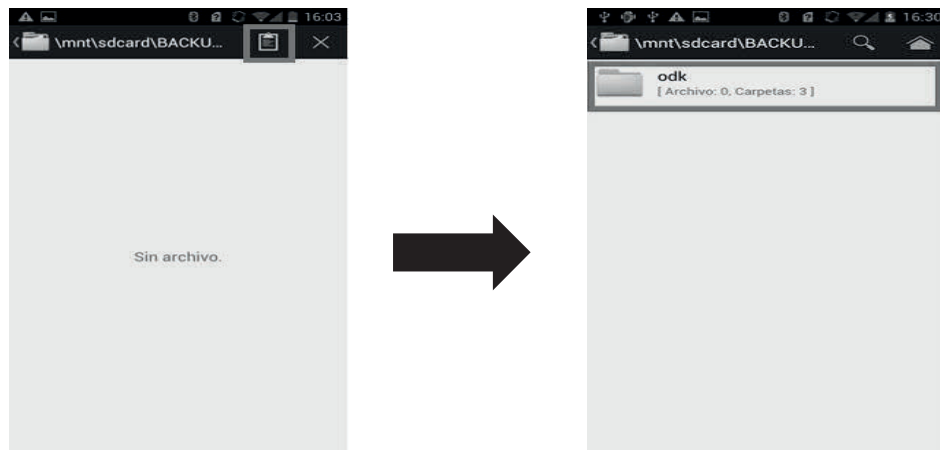 16:03
\mnt\sdcard\BACKU...
Sin archivo.
16:30
\mnt\sdcard\BACKU...
odk
[ Archivo: 0, Carpetas: 3 ]